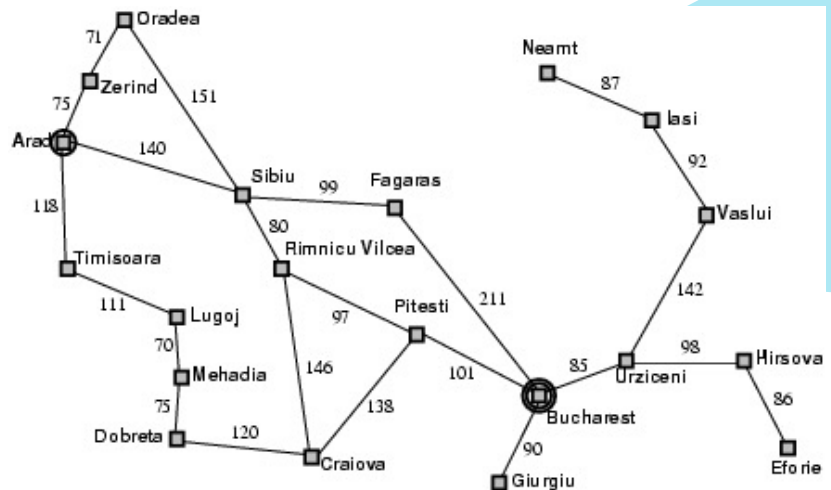 Oradea
71
Neamt
Zerind
87
75
151
Iasi
Arad
140
92
Sibiu
99
Fagaras
118
Vaslui
80
Timisoara
Rimnicu Vilcea
142
111
211
Lugoj
97
Pitesti
70
98
Hirsova
Mehadia
146
101
85
Urziceni
75
138
86
Bucharest
Dobreta
120
90
Craiova
Giurgiu
Eforie